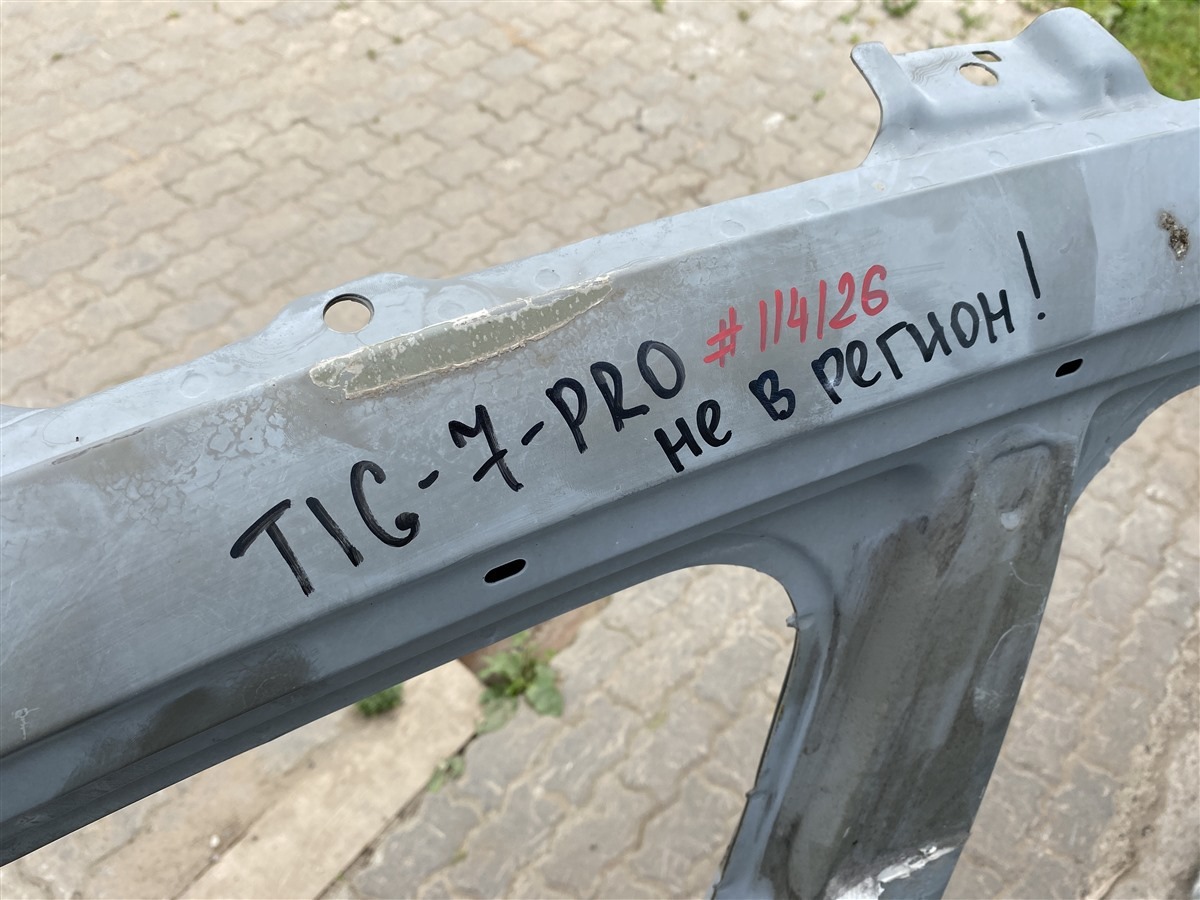 TIG-7-PRO #114126
не в регион!